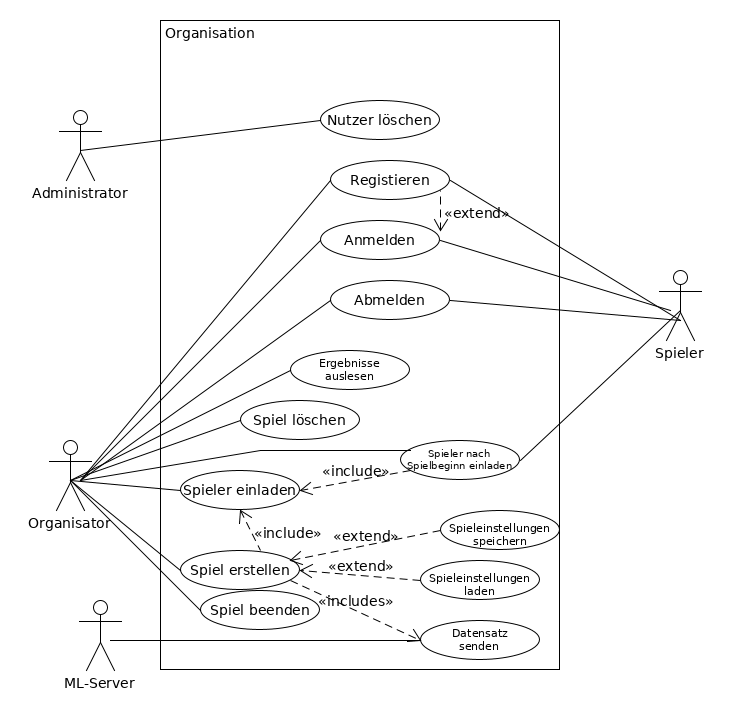 Organisation
Nutzer löschen
Administrator
Registieren
«extend»
Anmelden
Abmelden
Spieler
Ergebnisse
auslesen
Spiel löschen
Spieler nach
Spielbeginn einladen
«include»
Spieler einladen
Organisator
«include»
«extend»
Spieleinstellungen
speichern
Spiel erstellen
«extend»
Spieleinstellungen
laden
«includes»
Spiel beenden
Datensatz
senden
ML-Server